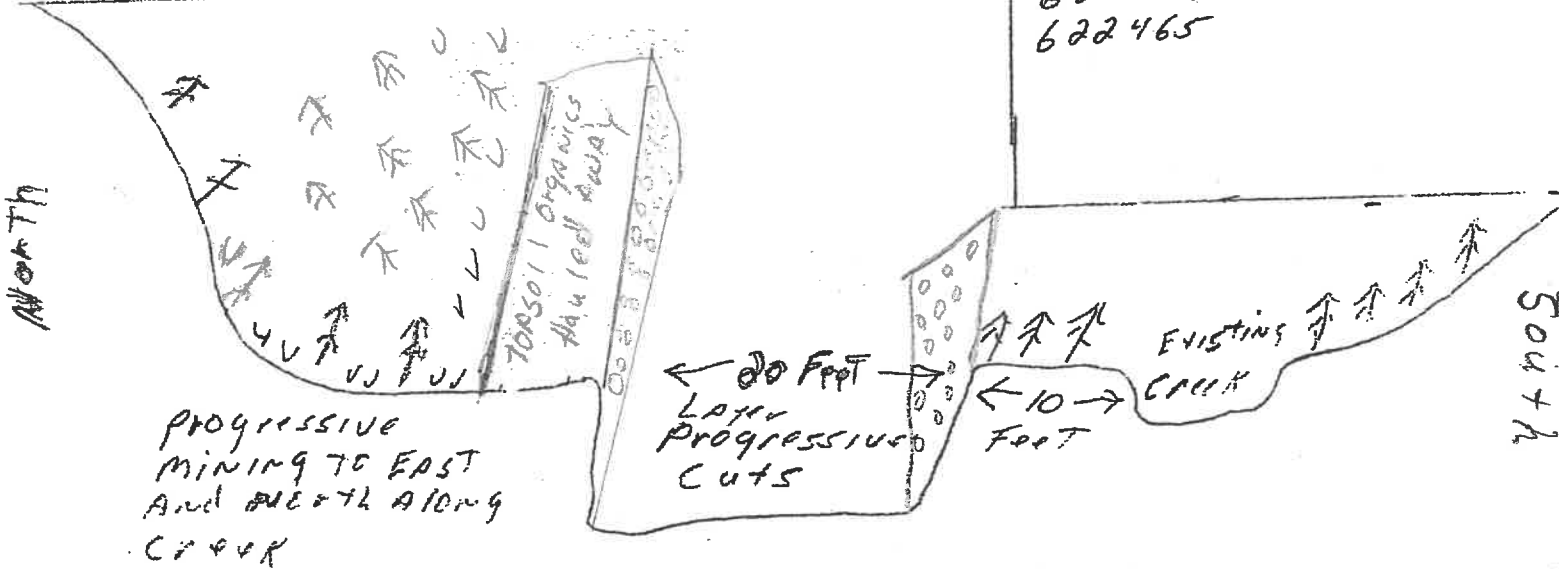 622465
North
TOPSOil Organics
Hauled Away
← 20 FeeT →
Layer
Progressive
Cuts
← 10 →
FeeT
Existing
Creek
South
progressive
MINING TO EAST
And North Along
Creek